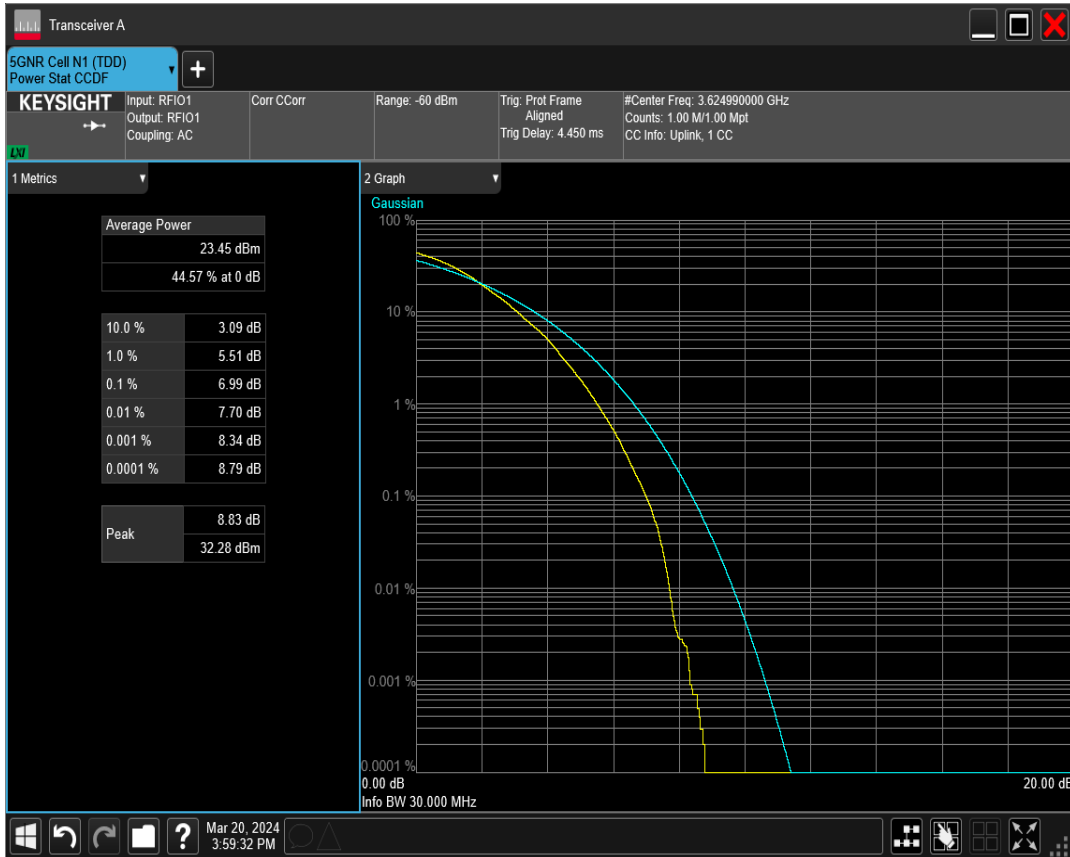 Transceiver A
5GNR Cell N1 (TDD)
Power Stat CCDF
KEYSIGHT
LXI
Input: RFIO1
Output: RFIO1
Coupling: AC
Corr CCorr
Range: -60 dBm
Trig: Prot Frame
Aligned
Trig Delay: 4.450 ms
#Center Freq: 3.624990000 GHz
Counts: 1.00 M/1.00 Mpt
CC Info: Uplink, 1 CC
1 Metrics
Average Power
23.45 dBm
44.57 % at 0 dB
10.0 % 3.09 dB
1.0 % 5.51 dB
0.1 % 6.99 dB
0.01 % 7.70 dB
0.001 % 8.34 dB
0.0001 % 8.79 dB
Peak
8.83 dB
32.28 dBm
2 Graph
Gaussian
100 %
10 %
1 %
0.1 %
0.01 %
0.001 %
0.0001 %
0.00 dB 20.00 dB
Info BW 30.000 MHz
Mar 20, 2024
3:59:32 PM